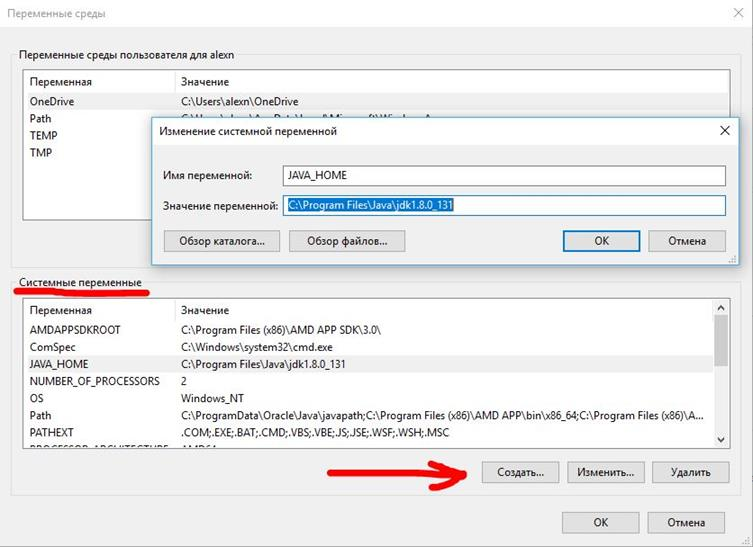 Переменные среды
Переменные среды пользователя для alexn
Переменная Значение
OneDrive C:\Users\alexn\OneDrive
Path
TEMP
TMP
Изменение системной переменной
Имя переменной: JAVA_HOME
Значение переменной: C:\Program Files\Java\jdk1.8.0_131
Обзор каталога... Обзор файлов... ОК Отмена
Системные переменные
Переменная Значение
AMDAPPSDKROOT C:\Program Files (x86)\AMD APP SDK\3.0\
ComSpec C:\Windows\system32\cmd.exe
JAVA_HOME C:\Program Files\Java\jdk1.8.0_131
NUMBER_OF_PROCESSORS 2
OS Windows_NT
Path C:\ProgramData\Oracle\Java\javapath;C:\Program Files (x86)\AMD APP\bin\x86_64;C:\Program Files (x86)\A...
PATHEXT .COM;.EXE;.BAT;.CMD;.VBS;.VBE;.JS;.JSE;.WSF;.WSH;.MSC
PROCESSOR_ARCHITECTURE AMD64
Создать... Изменить... Удалить
ОК Отмена